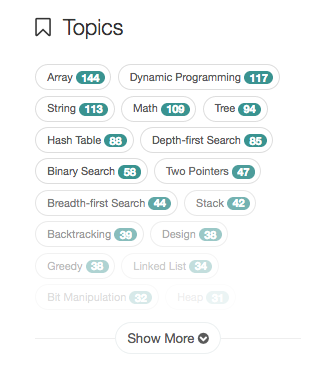 Topics
Array 144 Dynamic Programming 117
String 113 Math 109 Tree 94
Hash Table 88 Depth-first Search 85
Binary Search 58 Two Pointers 47
Breadth-first Search 44 Stack 42
Backtracking 39 Design 38
Greedy 38 Linked List 34
Bit Manipulation 32 Heap 31
Show More